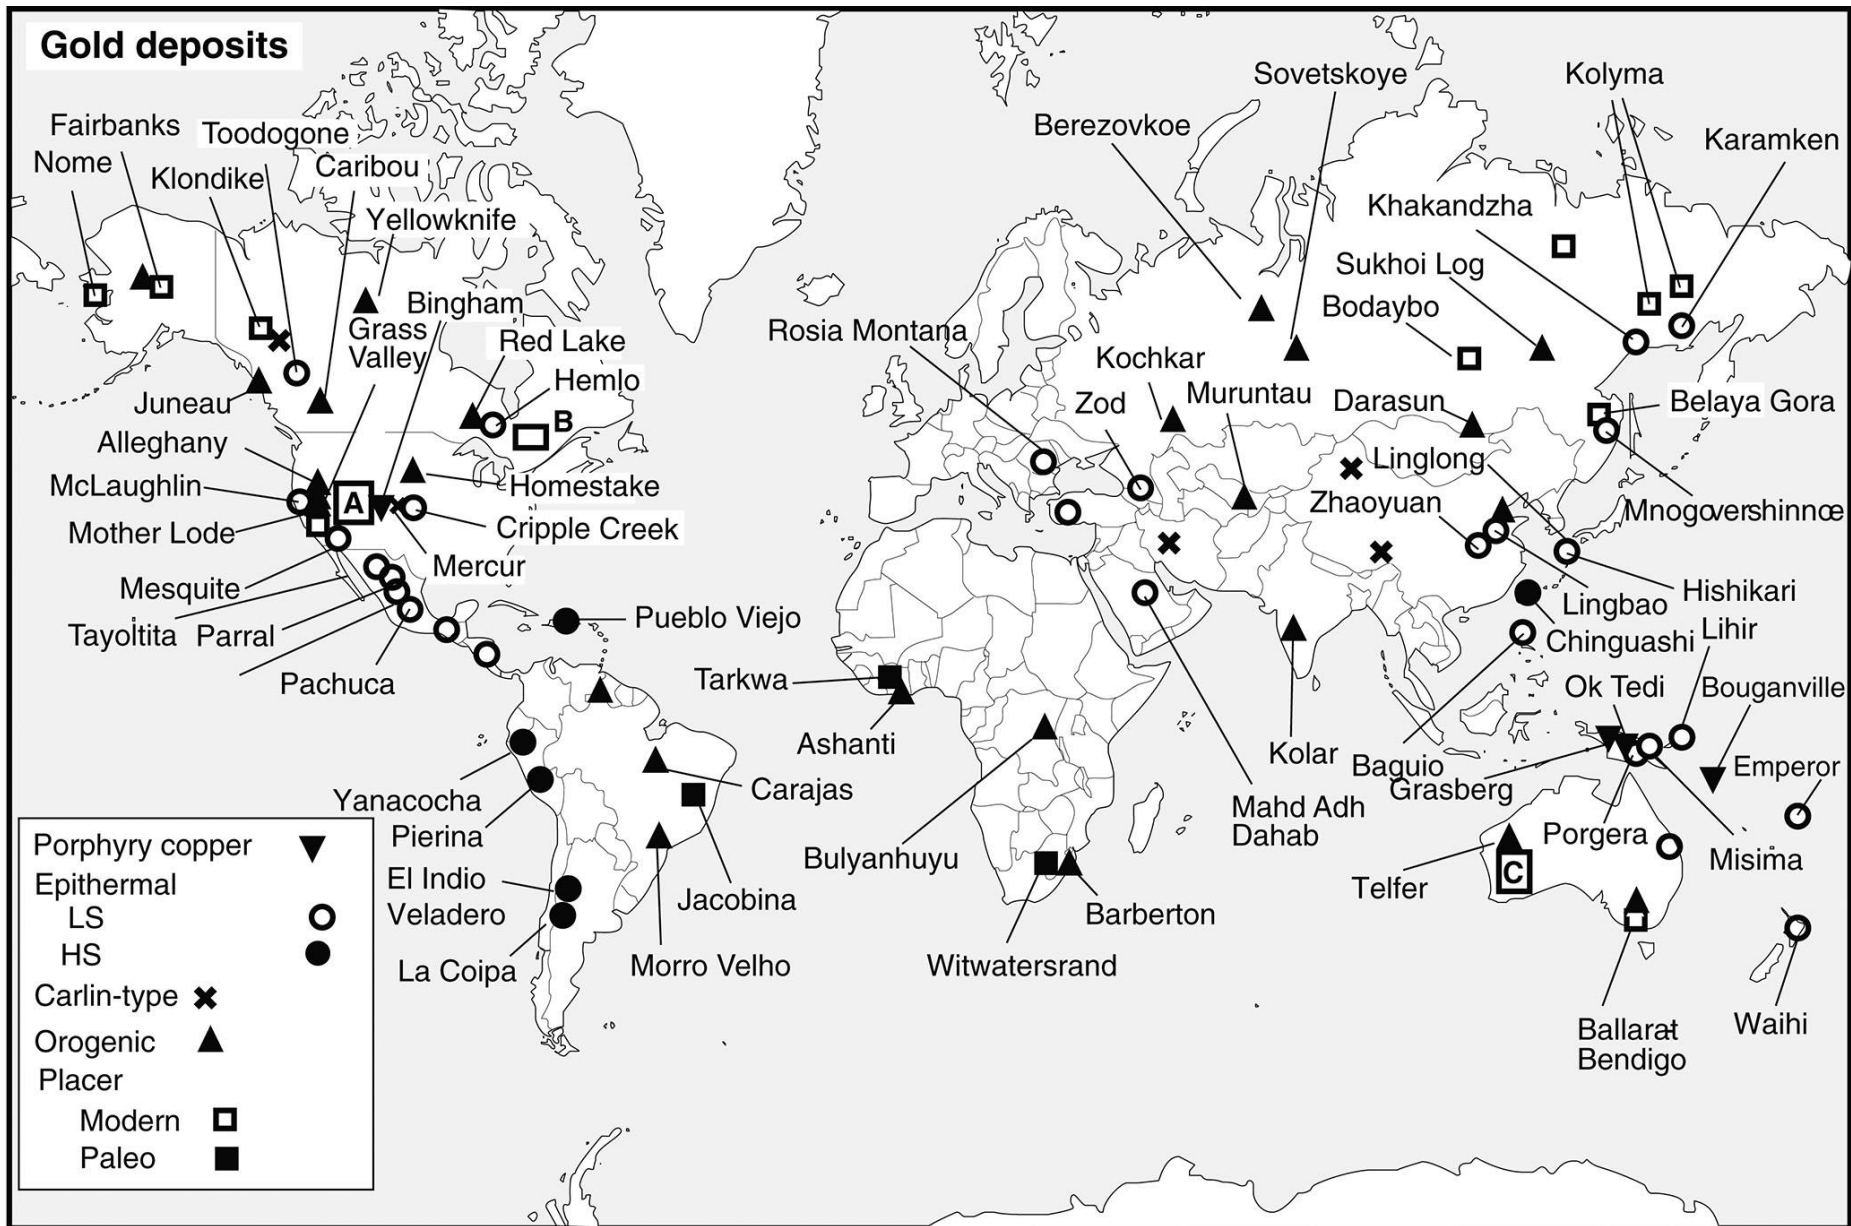 Gold deposits
Fairbanks
Nome
Toodogone
Klondike
Caribou
Yellowknife
Bingham
Grass
Valley
Red Lake
Hemlo
Juneau
Alleghany
McLaughlin
Mother Lode
Mesquite
Tayoltita
Parral
Pachuca
A
B
Homestake
Cripple Creek
Mercur
Pueblo Viejo
Yanacocha
Pierina
El Indio
Veladero
La Coipa
Carajas
Jacobina
Morro Velho
Sovetskoye
Kolyma
Berezovkoe
Karamken
Khakandzha
Sukhoi Log
Bodaybo
Rosia Montana
Kochkar
Zod
Muruntau
Darasun
Belaya Gora
Linglong
Zhaoyuan
Mnogovershinnœ
Hishikari
Lingbao
Chinguashi
Lihir
Tarkwa
Ashanti
Ok Tedi
Bouganville
Kolar
Baguio
Grasberg
Emperor
Mahd Adh
Dahab
Bulyanhuyu
Porgera
Misima
Telfer
C
Barberton
Witwatersrand
Ballarat
Bendigo
Waihi
Porphyry copper
Epithermal
LS
HS
Carlin-type
Orogenic
Placer
Modern
Paleo